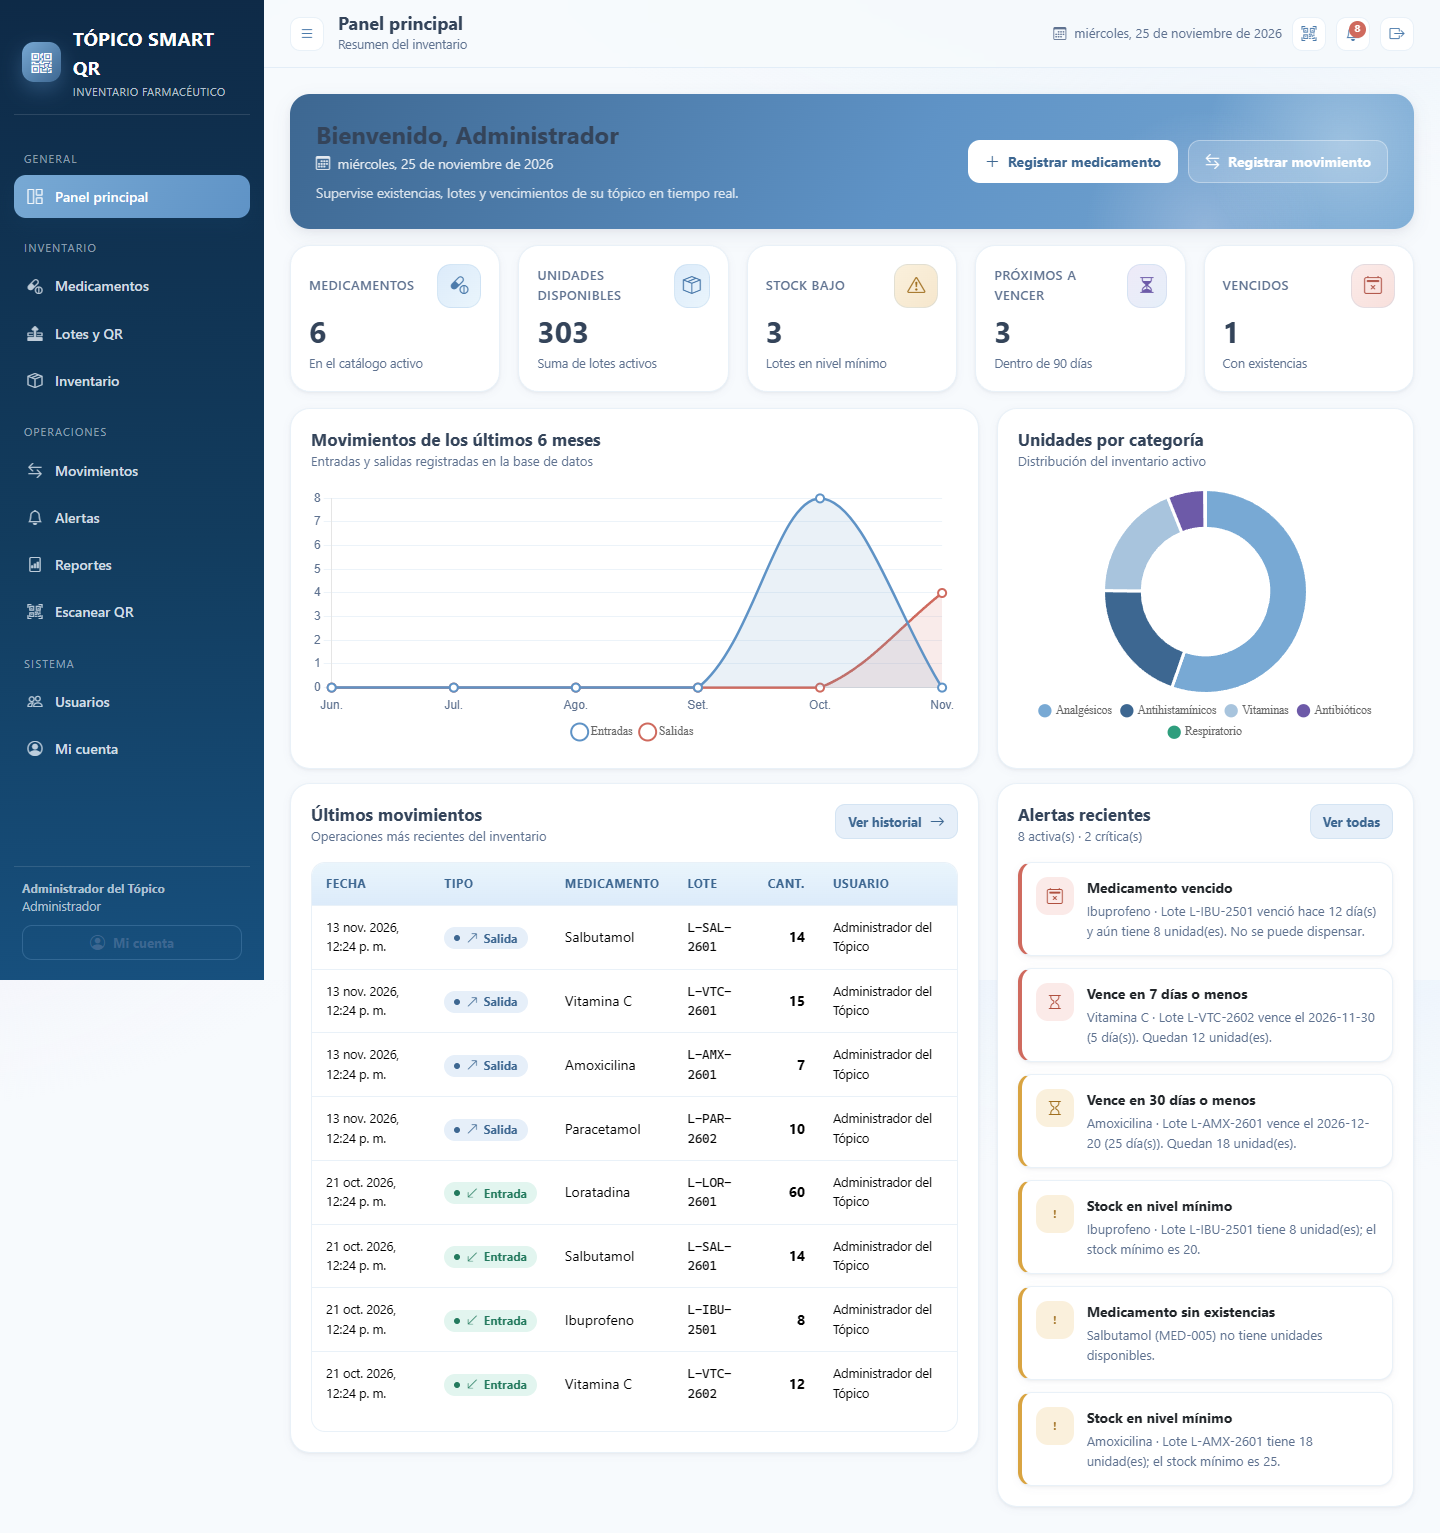 TÓPICO SMART
QR
INVENTARIO FARMACÉUTICO
GENERAL
Panel principal
INVENTARIO
Medicamentos
Lotes y QR
Inventario
OPERACIONES
Movimientos
Alertas
Reportes
Escanear QR
SISTEMA
Usuarios
Mi cuenta
Administrador del Tópico
Administrador
Mi cuenta
Panel principal
Resumen del inventario
miércoles, 25 de noviembre de 2026
8
Bienvenido, Administrador
miércoles, 25 de noviembre de 2026
Supervise existencias, lotes y vencimientos de su tópico en tiempo real.
Registrar medicamento
Registrar movimiento
MEDICAMENTOS
6
En el catálogo activo
UNIDADES
DISPONIBLES
303
Suma de lotes activos
STOCK BAJO
3
Lotes en nivel mínimo
PRÓXIMOS A
VENCER
3
Dentro de 90 días
VENCIDOS
1
Con existencias
Movimientos de los últimos 6 meses
Entradas y salidas registradas en la base de datos
8
7
6
5
4
3
2
1
0
Jun. Jul. Ago. Set. Oct. Nov.
Entradas Salidas
Unidades por categoría
Distribución del inventario activo
Analgésicos Antihistamínicos Vitaminas Antibióticos
Respiratorio
Últimos movimientos
Operaciones más recientes del inventario
Ver historial
FECHA TIPO MEDICAMENTO LOTE CANT. USUARIO
13 nov. 2026, L-SAL- Administrador del
12:24 p. m. Salida Salbutamol 2601 14 Tópico
13 nov. 2026, L-VTC- Administrador del
12:24 p. m. Salida Vitamina C 2601 15 Tópico
13 nov. 2026, L-AMX- Administrador del
12:24 p. m. Salida Amoxicilina 2601 7 Tópico
13 nov. 2026, L-PAR- Administrador del
12:24 p. m. Salida Paracetamol 2602 10 Tópico
21 oct. 2026, L-LOR- Administrador del
12:24 p. m. Entrada Loratadina 2601 60 Tópico
21 oct. 2026, L-SAL- Administrador del
12:24 p. m. Entrada Salbutamol 2601 14 Tópico
21 oct. 2026, L-IBU- Administrador del
12:24 p. m. Entrada Ibuprofeno 2501 8 Tópico
21 oct. 2026, L-VTC- Administrador del
12:24 p. m. Entrada Vitamina C 2602 12 Tópico
Alertas recientes
8 activa(s) · 2 crítica(s)
Ver todas
Medicamento vencido
Ibuprofeno · Lote L-IBU-2501 venció hace 12 día(s)
y aún tiene 8 unidad(es). No se puede dispensar.
Vence en 7 días o menos
Vitamina C · Lote L-VTC-2602 vence el 2026-11-30
(5 día(s)). Quedan 12 unidad(es).
Vence en 30 días o menos
Amoxicilina · Lote L-AMX-2601 vence el 2026-12-
20 (25 día(s)). Quedan 18 unidad(es).
Stock en nivel mínimo
Ibuprofeno · Lote L-IBU-2501 tiene 8 unidad(es); el
stock mínimo es 20.
Medicamento sin existencias
Salbutamol (MED-005) no tiene unidades
disponibles.
Stock en nivel mínimo
Amoxicilina · Lote L-AMX-2601 tiene 18
unidad(es); el stock mínimo es 25.